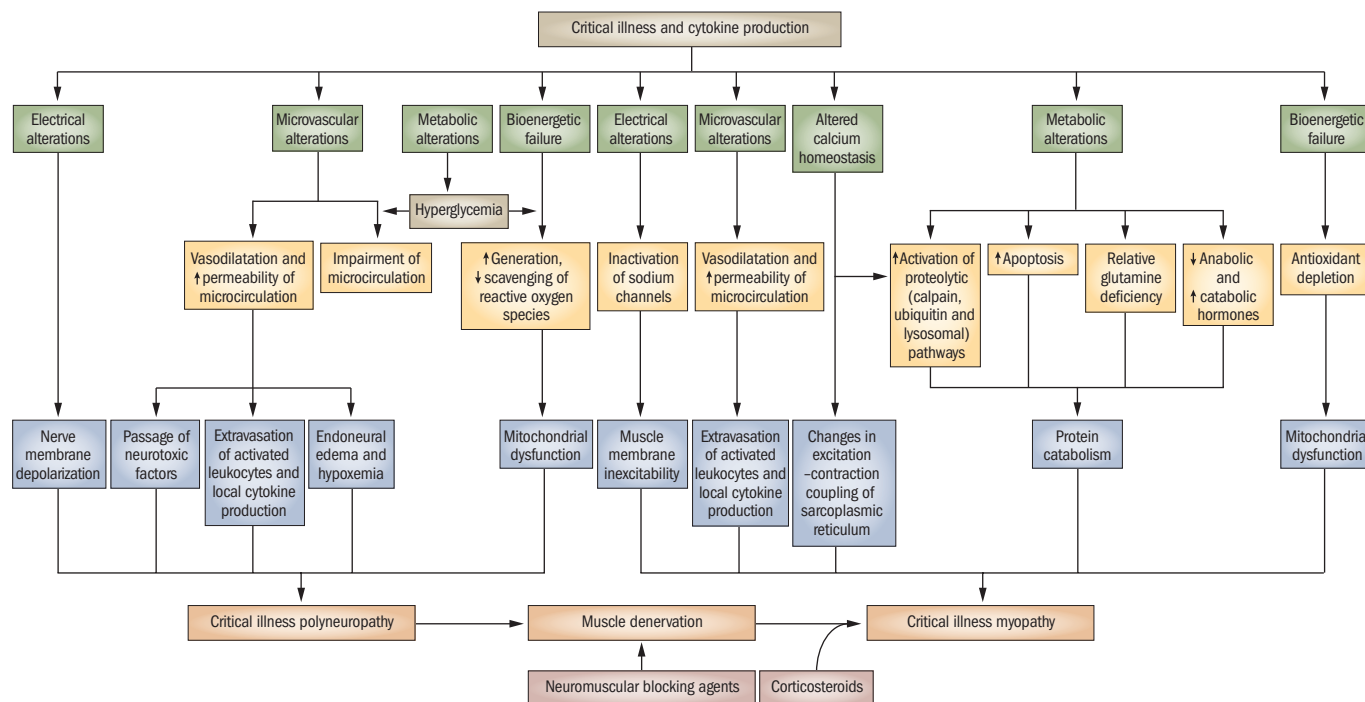 Critical illness and cytokine production
Electrical
alterations
Microvascular
alterations
Metabolic
alterations
Bioenergetic
failure
Electrical
alterations
Microvascular
alterations
Altered
calcium
homeostasis
Metabolic
alterations
Bioenergetic
failure
Hyperglycemia
Vasodilatation and
↑ permeability of
microcirculation
Impairment of
microcirculation
↑ Generation,
↓ scavenging of
reactive oxygen
species
Inactivation
of sodium
channels
Vasodilatation and
↑ permeability of
microcirculation
↑ Activation of
proteolytic
(calpain,
ubiquitin and
lysosomal)
pathways
↑ Apoptosis
Relative
glutamine
deficiency
↓ Anabolic
and
↑ catabolic
hormones
Antioxidant
depletion
Nerve
membrane
depolarization
Passage of
neurotoxic
factors
Extravasation
of activated
leukocytes and
local cytokine
production
Endoneural
edema and
hypoxemia
Mitochondrial
dysfunction
Muscle
membrane
inexcitability
Extravasation
of activated
leukocytes and
local cytokine
production
Changes in
excitation
–contraction
coupling of
sarcoplasmic
reticulum
Protein
catabolism
Mitochondrial
dysfunction
Critical illness polyneuropathy
Muscle denervation
Critical illness myopathy
Neuromuscular blocking agents
Corticosteroids